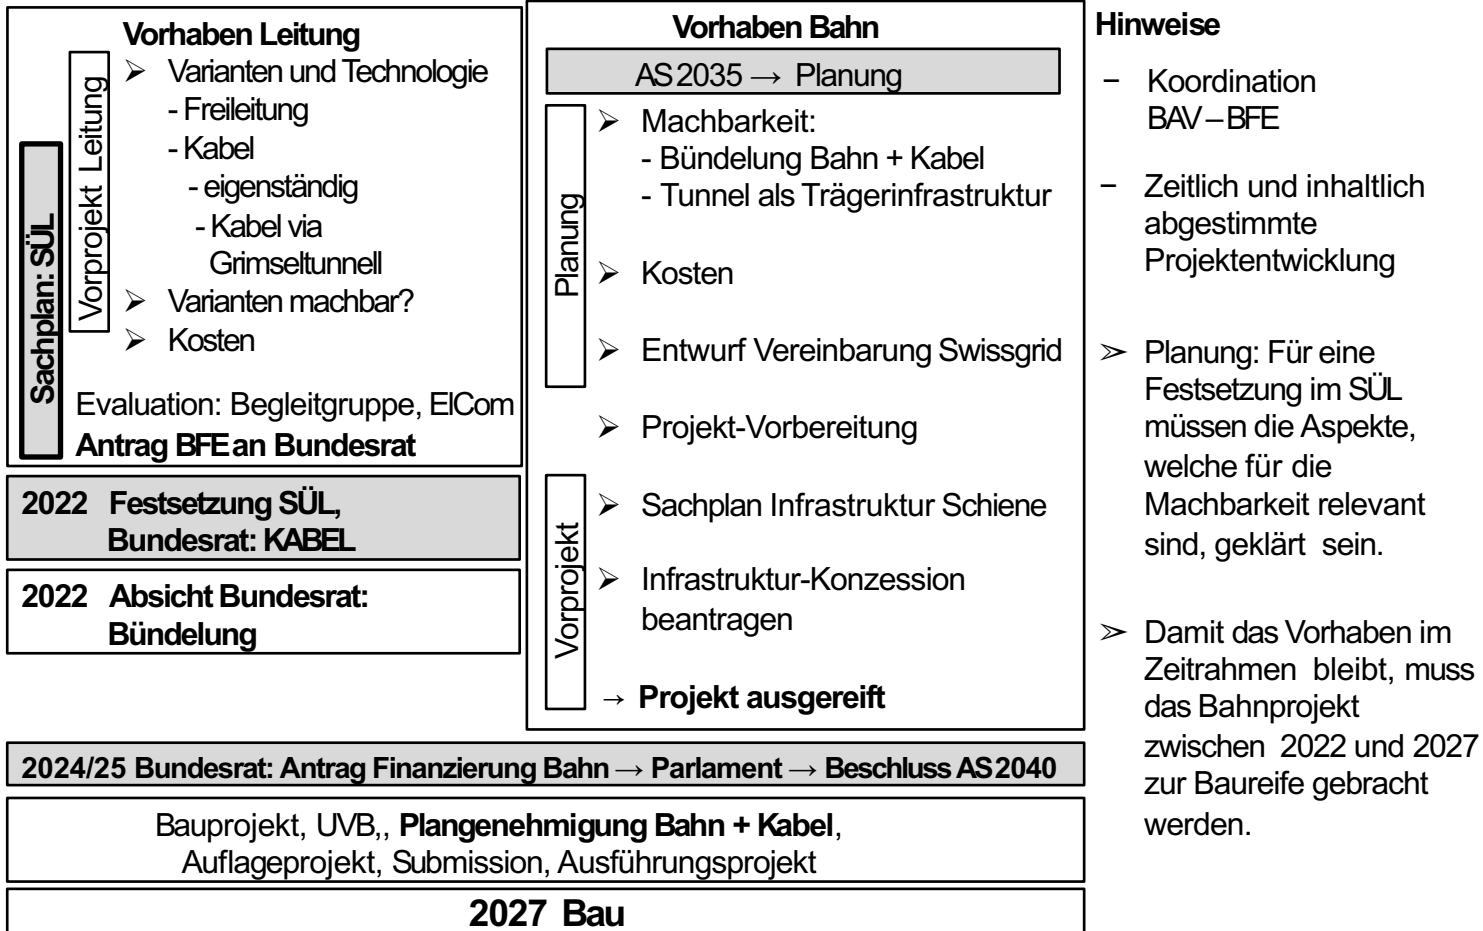 Vorhaben Leitung
Sachplan: SÜL
Vorprojekt Leitung
➢ Varianten und Technologie
- Freileitung
- Kabel
- eigenständig
- Kabel via
Grimseltunnell
➢ Varianten machbar?
➢ Kosten
Evaluation: Begleitgruppe, ElCom
Antrag BFE an Bundesrat
2022 Festsetzung SÜL,
Bundesrat: KABEL
2022 Absicht Bundesrat:
Bündelung
Vorhaben Bahn
AS 2035 → Planung
Planung
➢ Machbarkeit:
- Bündelung Bahn + Kabel
- Tunnel als Trägerinfrastruktur
➢ Kosten
➢ Entwurf Vereinbarung Swissgrid
➢ Projekt-Vorbereitung
Vorprojekt
➢ Sachplan Infrastruktur Schiene
➢ Infrastruktur-Konzession
beantragen
→ Projekt ausgereift
2024/25 Bundesrat: Antrag Finanzierung Bahn → Parlament → Beschluss AS 2040
Bauprojekt, UVB,, Plangenehmigung Bahn + Kabel,
Auflageprojekt, Submission, Ausführungsprojekt
2027 Bau
Hinweise
– Koordination
BAV – BFE
– Zeitlich und inhaltlich
abgestimmte
Projektentwicklung
➢ Planung: Für eine
Festsetzung im SÜL
müssen die Aspekte,
welche für die
Machbarkeit relevant
sind, geklärt sein.
➢ Damit das Vorhaben im
Zeitrahmen bleibt, muss
das Bahnprojekt
zwischen 2022 und 2027
zur Baureife gebracht
werden.